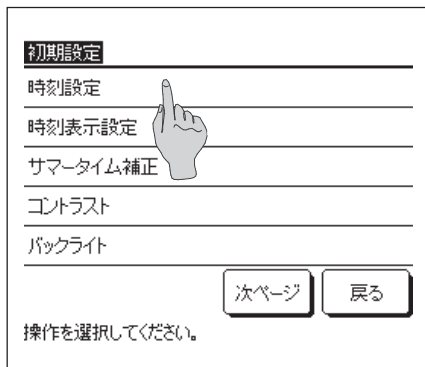 初期設定
時刻設定
時刻表示設定
サマータイム補正
コントラスト
バックライト
次ページ 戻る
操作を選択してください。